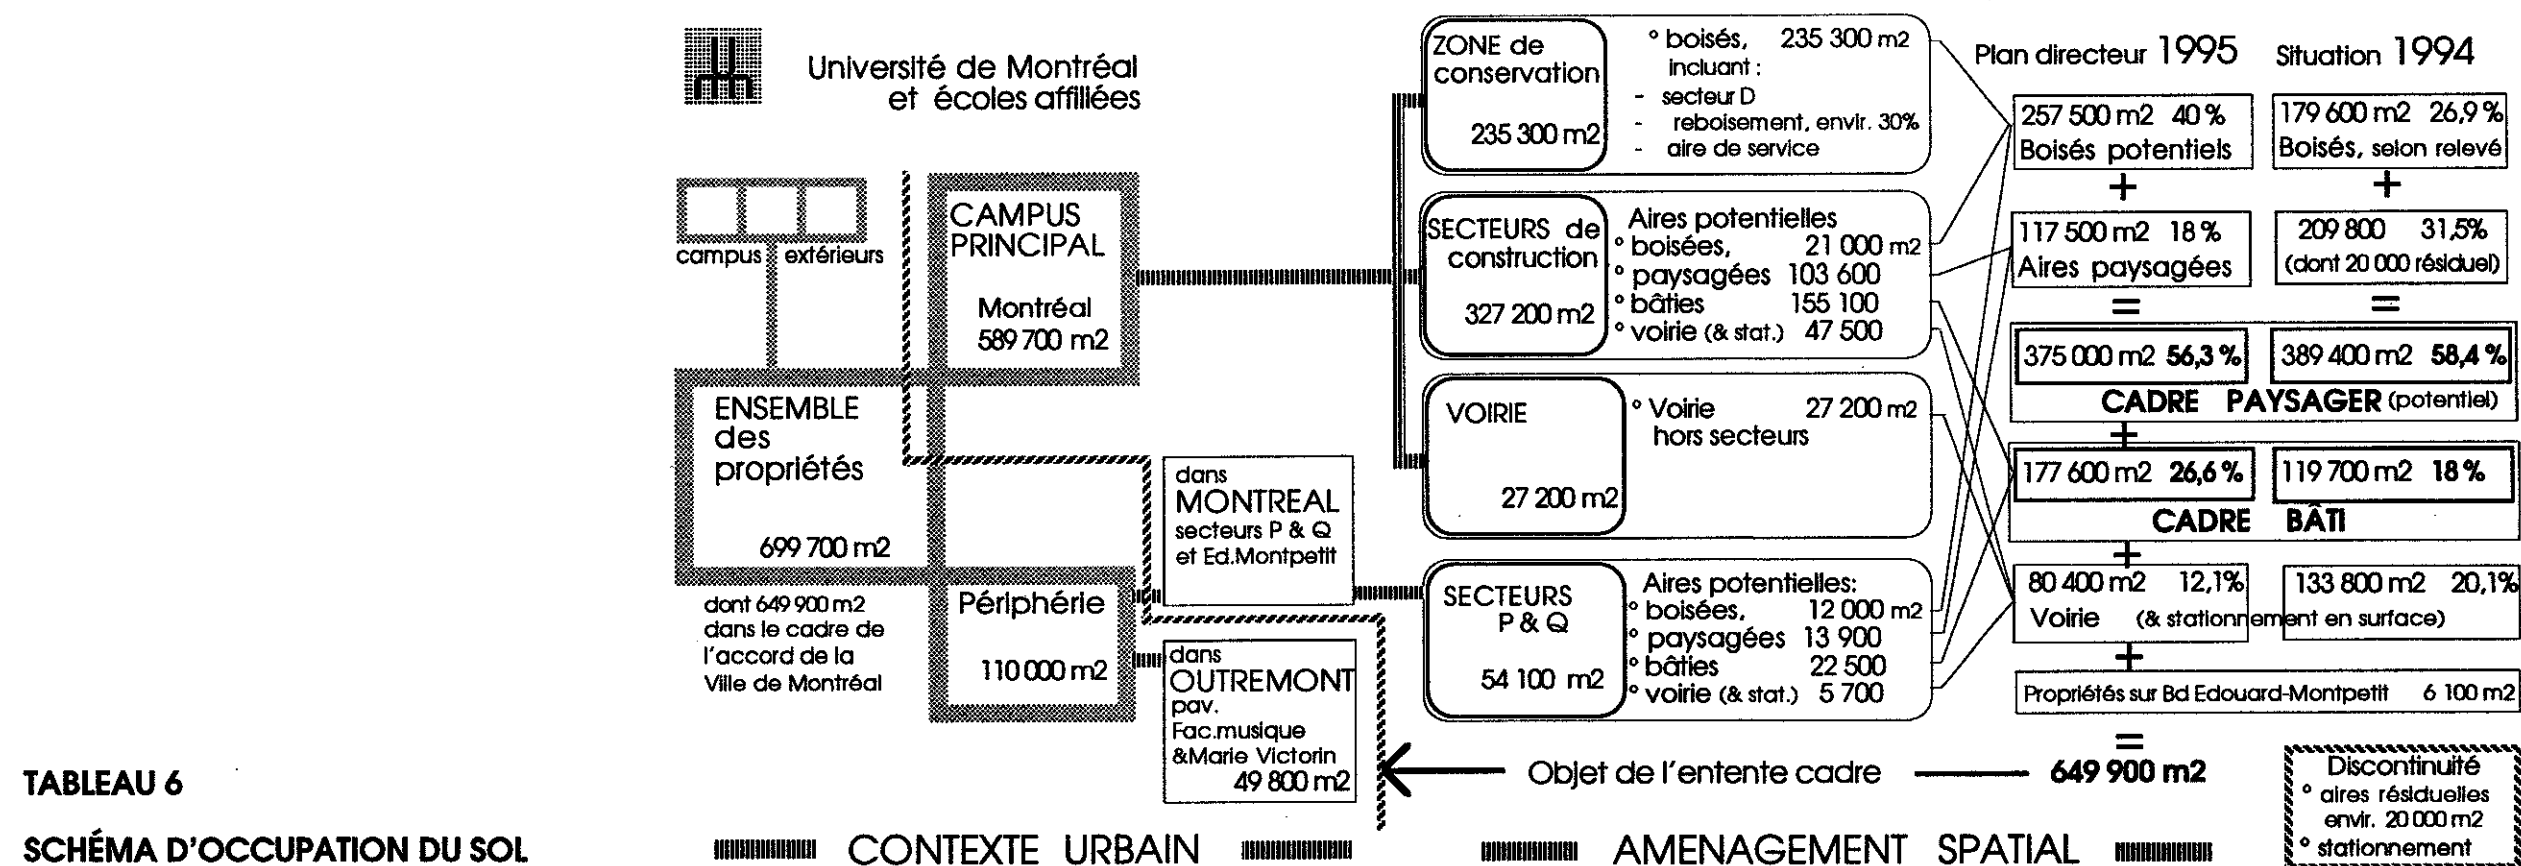 Université de Montréal
et écoles affiliées
campus extérieurs
CAMPUS
PRINCIPAL
Montréal
589 700 m2
ENSEMBLE
des
propriétés
699 700 m2
dont 649 900 m2
dans le cadre de
l'accord de la
Ville de Montréal
Périphérie
110 000 m2
dans
MONTREAL
secteurs P & Q
et Ed.Montpetit
dans
OUTREMONT
pav.
Fac.musique
&Marie Victorin
49 800 m2
ZONE de
conservation
235 300 m2
° boisés, 235 300 m2
incluant :
- secteur D
- reboisement, envir. 30%
- aire de service
SECTEURS de
construction
327 200 m2
Aires potentielles
° boisées, 21 000 m2
° paysagées 103 600
° bâties 155 100
° voirie (& stat.) 47 500
VOIRIE
27 200 m2
° Voirie 27 200 m2
hors secteurs
SECTEURS
P & Q
54 100 m2
Aires potentielles:
° boisées, 12 000 m2
° paysagées 13 900
° bâties 22 500
° voirie (& stat.) 5 700
Plan directeur 1995 Situation 1994
257 500 m2 40 %
Boisés potentiels
179 600 m2 26,9 %
Boisés, selon relevé
+ +
117 500 m2 18 %
Aires paysagées
209 800 31,5%
(dont 20 000 résiduel)
= =
375 000 m2 56,3 % 389 400 m2 58,4 %
CADRE PAYSAGER (potentiel)
+
177 600 m2 26,6 % 119 700 m2 18 %
CADRE BÂTI
+
80 400 m2 12,1% 133 800 m2 20,1%
Voirie (& stationnement en surface)
+
Propriétés sur Bd Edouard-Montpetit 6 100 m2
=
Objet de l'entente cadre 649 900 m2
Discontinuité
° aires résiduelles
envir. 20 000 m2
° stationnement
TABLEAU 6
SCHÉMA D'OCCUPATION DU SOL
CONTEXTE URBAIN AMENAGEMENT SPATIAL